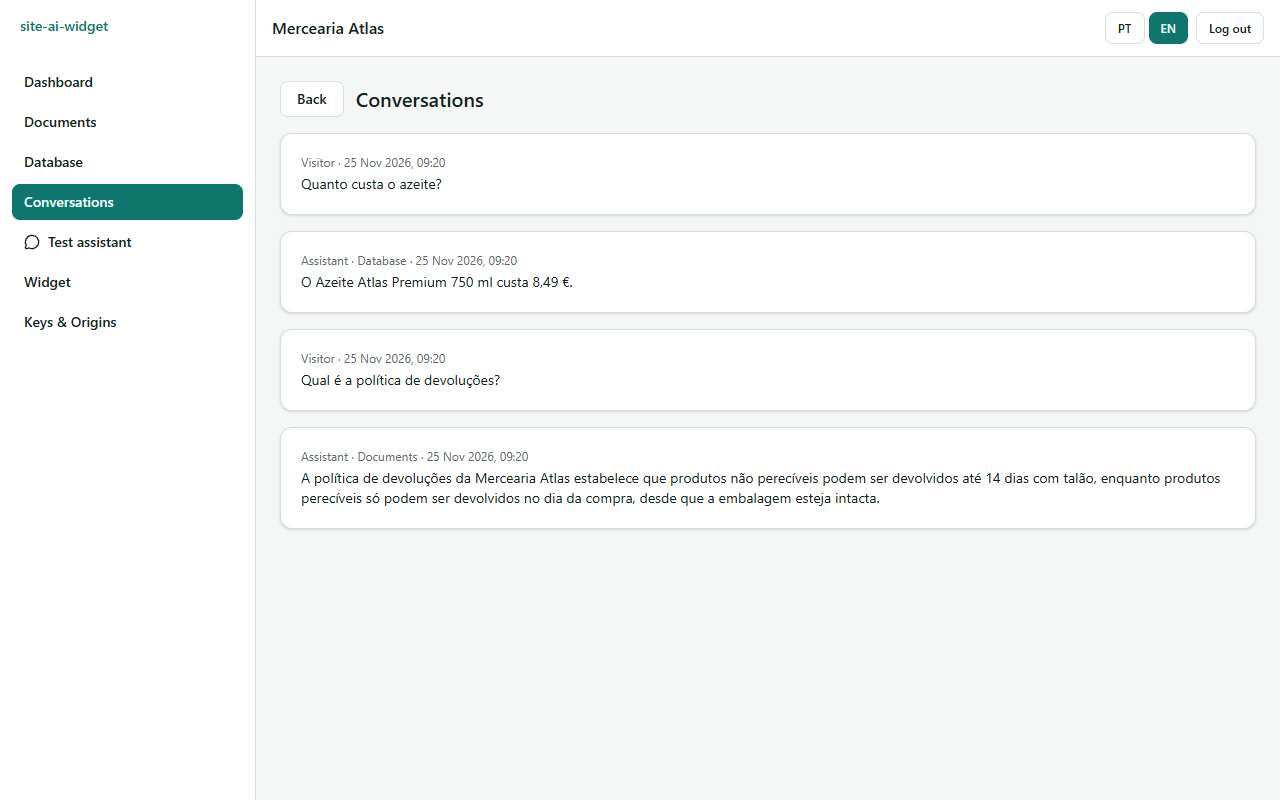 site-ai-widget
Mercearia Atlas
PT
EN
Log out
Dashboard
Documents
Database
Conversations
Test assistant
Widget
Keys & Origins
Back
Conversations
Visitor · 25 Nov 2026, 09:20
Quanto custa o azeite?
Assistant · Database · 25 Nov 2026, 09:20
O Azeite Atlas Premium 750 ml custa 8,49 €.
Visitor · 25 Nov 2026, 09:20
Qual é a política de devoluções?
Assistant · Documents · 25 Nov 2026, 09:20
A política de devoluções da Mercearia Atlas estabelece que produtos não perecíveis podem ser devolvidos até 14 dias com talão, enquanto produtos
perecíveis só podem ser devolvidos no dia da compra, desde que a embalagem esteja intacta.